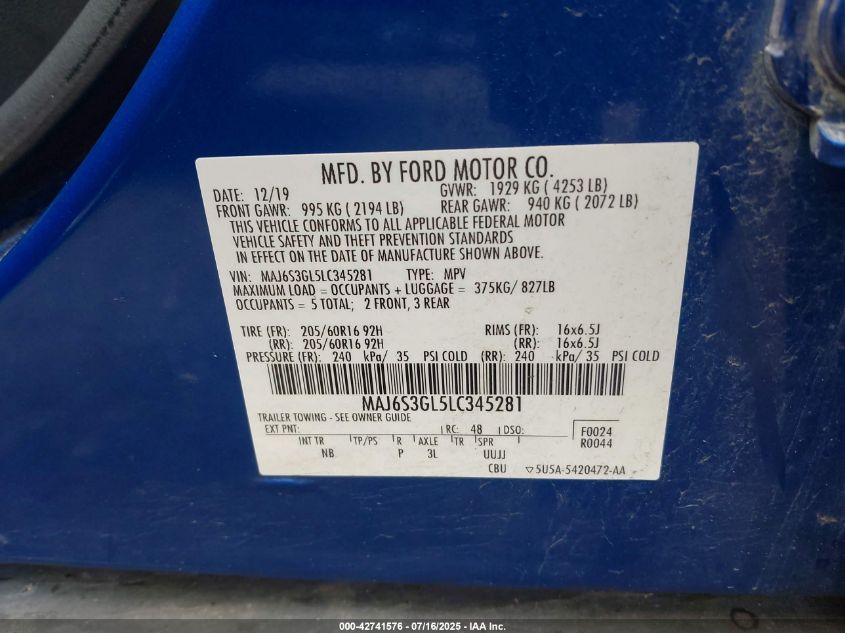 MFD. BY FORD MOTOR CO.
DATE: 12/19 GVWR: 1929 KG ( 4253 LB)
FRONT GAWR: 995 KG ( 2194 LB) REAR GAWR: 940 KG ( 2072 LB)
THIS VEHICLE CONFORMS TO ALL APPLICABLE FEDERAL MOTOR
VEHICLE SAFETY AND THEFT PREVENTION STANDARDS
IN EFFECT ON THE DATE OF MANUFACTURE SHOWN ABOVE.
VIN: MAJ6S3GL5LC345281 TYPE: MPV
MAXIMUM LOAD = OCCUPANTS + LUGGAGE = 375KG/ 827LB
OCCUPANTS = 5 TOTAL; 2 FRONT, 3 REAR
TIRE (FR): 205/60R16 92H RIMS (FR): 16x6.5J
(RR): 205/60R16 92H (RR): 16x6.5J
PRESSURE (FR): 240 kPa/ 35 PSI COLD (RR): 240 kPa/ 35 PSI COLD
MAJ6S3GL5LC345281
TRAILER TOWING - SEE OWNER GUIDE
EXT PNT: RC: 48 DSO: F0024
INT TR TP/PS R AXLE TR SPR R0044
NB P 3L UUJJ
CBU ▽5U5A-5420472-AA
000-42741576 - 07/16/2025 - IAA Inc.